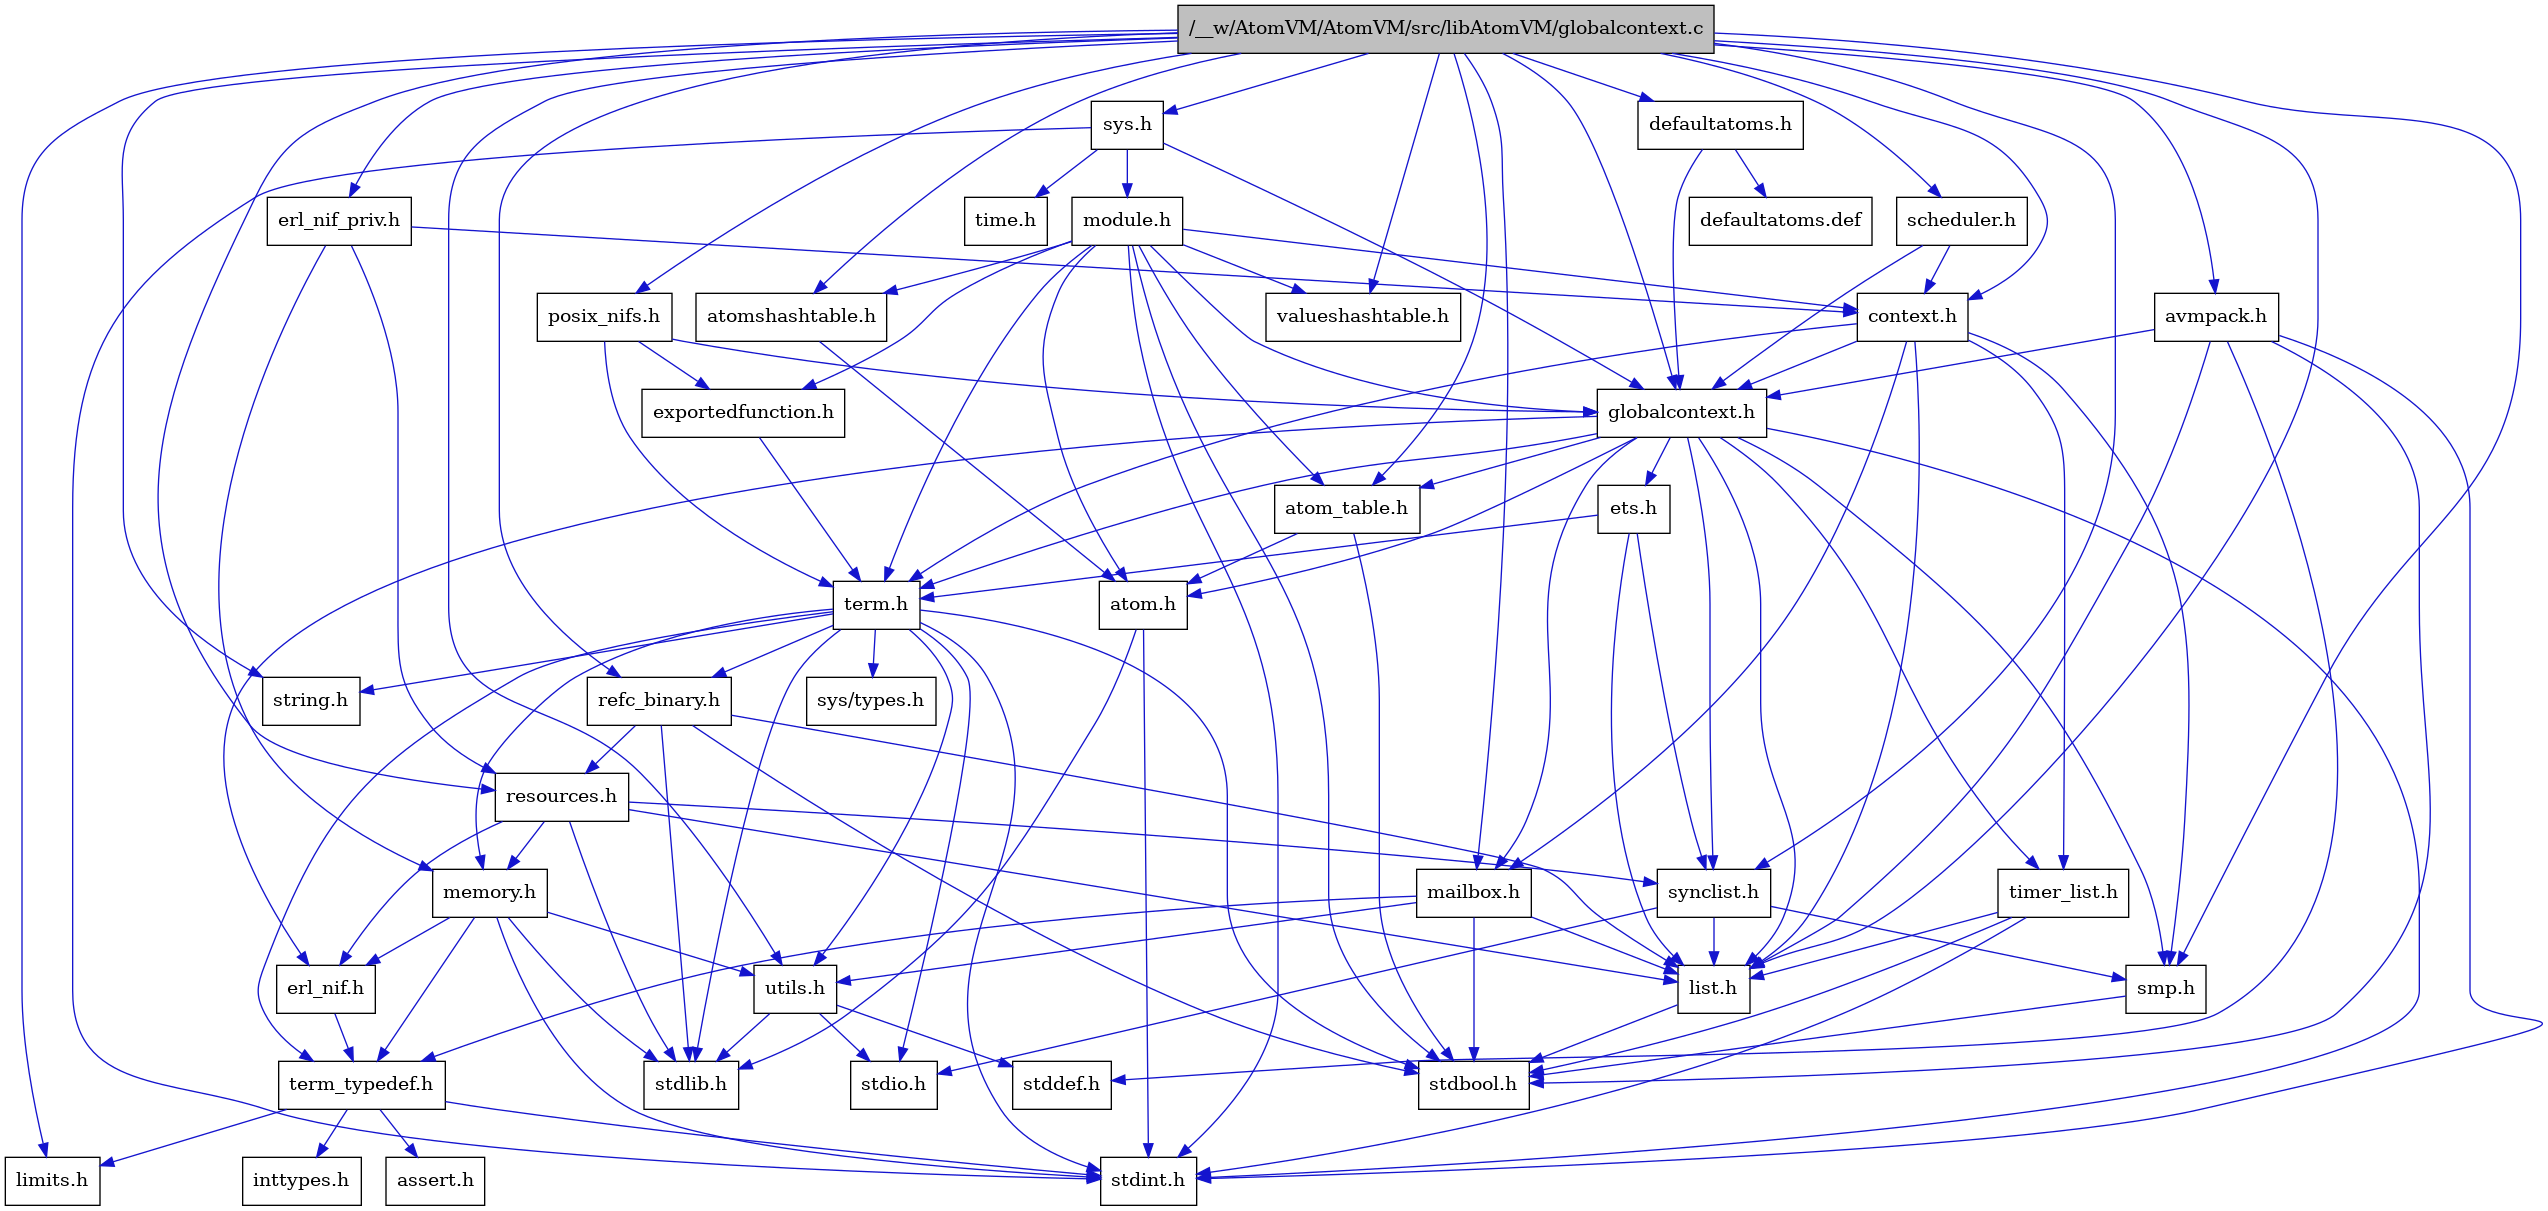 /__w/AtomVM/AtomVM/src/libAtomVM/globalcontext.c
sys.h
defaultatoms.h
erl_nif_priv.h
time.h
module.h
defaultatoms.def
scheduler.h
posix_nifs.h
atomshashtable.h
valueshashtable.h
context.h
avmpack.h
exportedfunction.h
globalcontext.h
atom_table.h
ets.h
term.h
atom.h
string.h
refc_binary.h
sys/types.h
resources.h
memory.h
mailbox.h
synclist.h
timer_list.h
erl_nif.h
utils.h
list.h
smp.h
term_typedef.h
stdlib.h
stdio.h
stddef.h
stdbool.h
limits.h
inttypes.h
assert.h
stdint.h